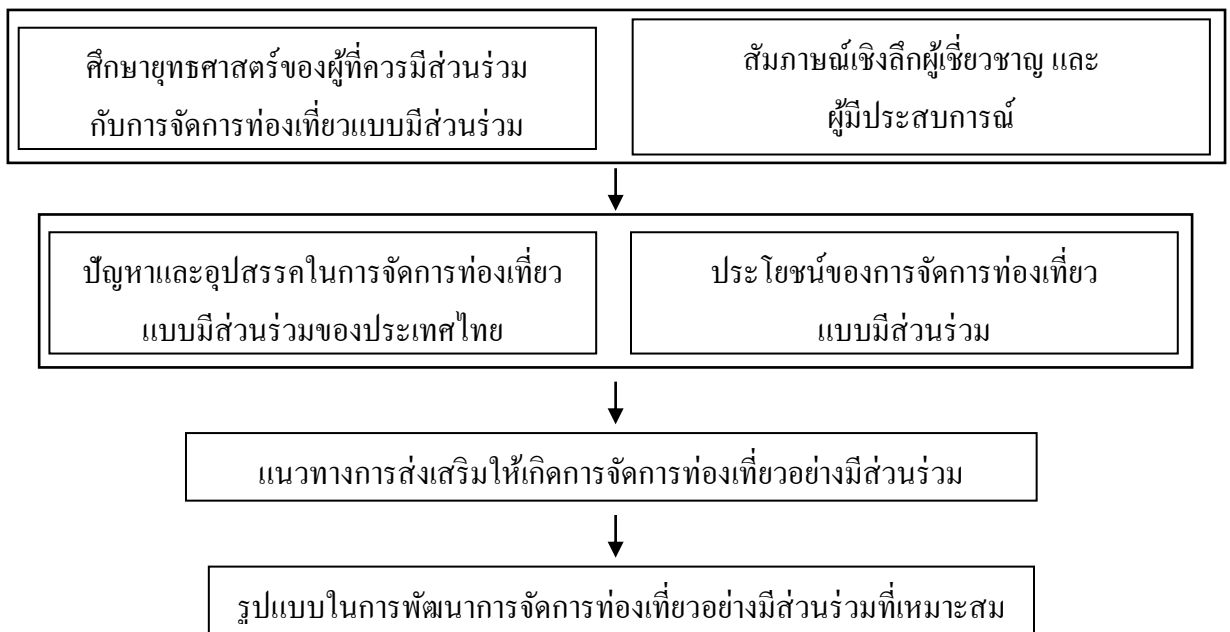 ศึกษายุทธศาสตร์ของผู้ที่ควรมีส่วนร่วม
กับการจัดการท่องเที่ยวแบบมีส่วนร่วม
สัมภาษณ์เชิงลึกผู้เชี่ยวชาญ และ
ผู้มีประสบการณ์
ปัญหาและอุปสรรคในการจัดการท่องเที่ยว
แบบมีส่วนร่วมของประเทศไทย
ประโยชน์ของการจัดการท่องเที่ยว
แบบมีส่วนร่วม
แนวทางการส่งเสริมให้เกิดการจัดการท่องเที่ยวอย่างมีส่วนร่วม
รูปแบบในการพัฒนาการจัดการท่องเที่ยวอย่างมีส่วนร่วมที่เหมาะสม